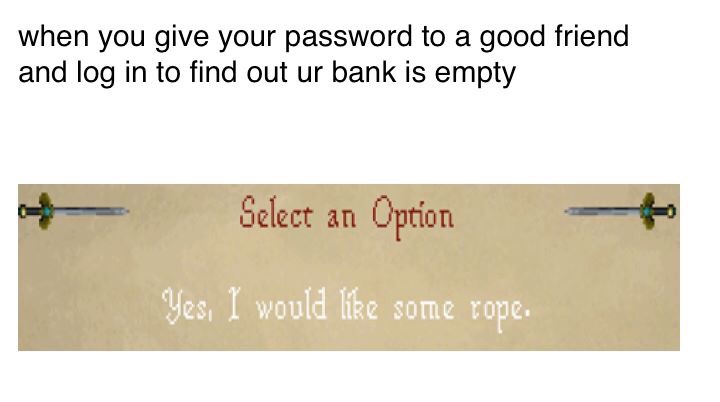 when you give your password to a good friend
and log in to find out ur bank is empty
Select an Option
Yes, I would like some rope.